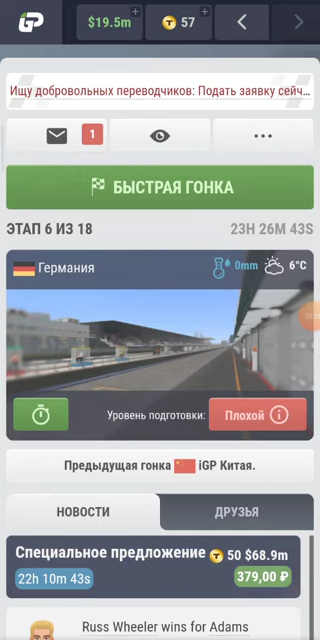 iGP
$19.5m
57
Ищу добровольных переводчиков: Подать заявку сейч...
1
БЫСТРАЯ ГОНКА
ЭТАП 6 ИЗ 18 23H 26M 43S
Германия 0mm 6°C
Уровень подготовки: Плохой
Предыдущая гонка iGP Китая.
НОВОСТИ ДРУЗЬЯ
Специальное предложение 50 $68.9m
22h 10m 43s 379,00 ₽
Russ Wheeler wins for Adams